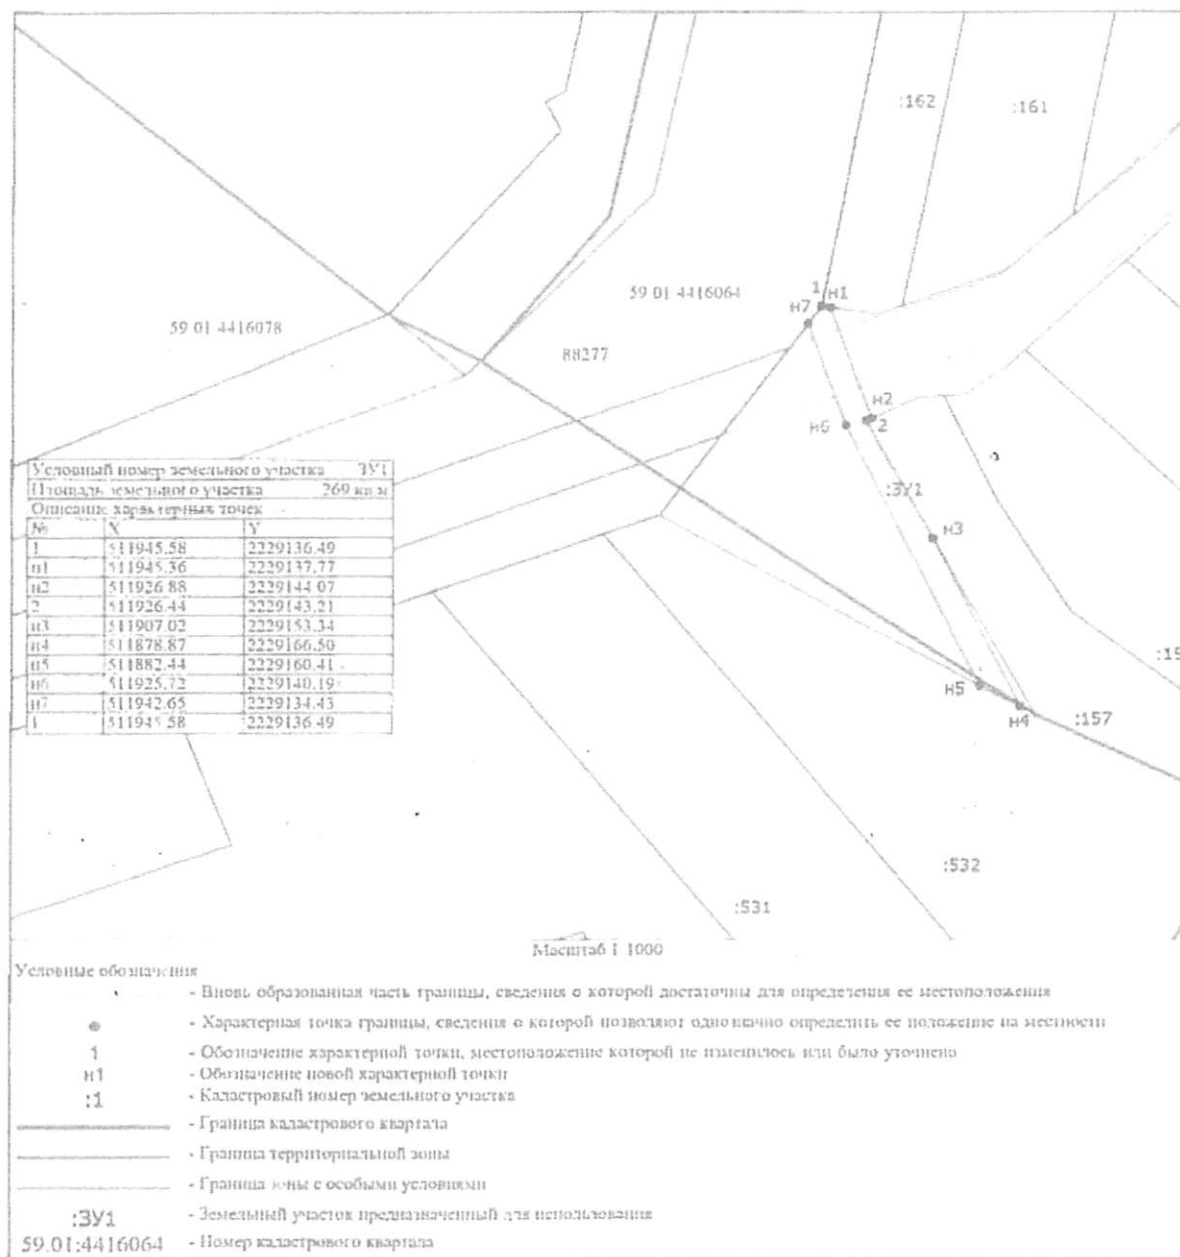 :162
:161
59 01 4416064
1
н1
н7
59 01 4416078
88277
н2
2
н6
:ЗУ1
н3
:15
н5
н4
:157
:532
:531
Условный номер земельного участка ЗУ1
Площадь земельного участка 269 кв.м
Описание характерных точек
№ X Y
1 511945.58 2229136.49
н1 511945.36 2229137.77
н2 511926.88 2229144.07
2 511926.44 2229143.21
н3 511907.02 2229153.34
н4 511878.87 2229166.50
н5 511882.44 2229160.41
н6 511925.72 2229140.19
н7 511942.65 2229134.43
1 511945.58 2229136.49
Масштаб 1 1000
Условные обозначения
- Вновь образованная часть границы, сведения о которой достаточны для определения ее местоположения
- Характерная точка границы, сведения о которой позволяют однозначно определить ее положение на местности
1 - Обозначение характерной точки, местоположение которой не изменилось или было уточнено
н1 - Обозначение новой характерной точки
:1 - Кадастровый номер земельного участка
- Граница кадастрового квартала
- Граница территориальной зоны
- Граница зоны с особыми условиями
:ЗУ1 - Земельный участок предназначенный для использования
59.01:4416064 - Номер кадастрового квартала